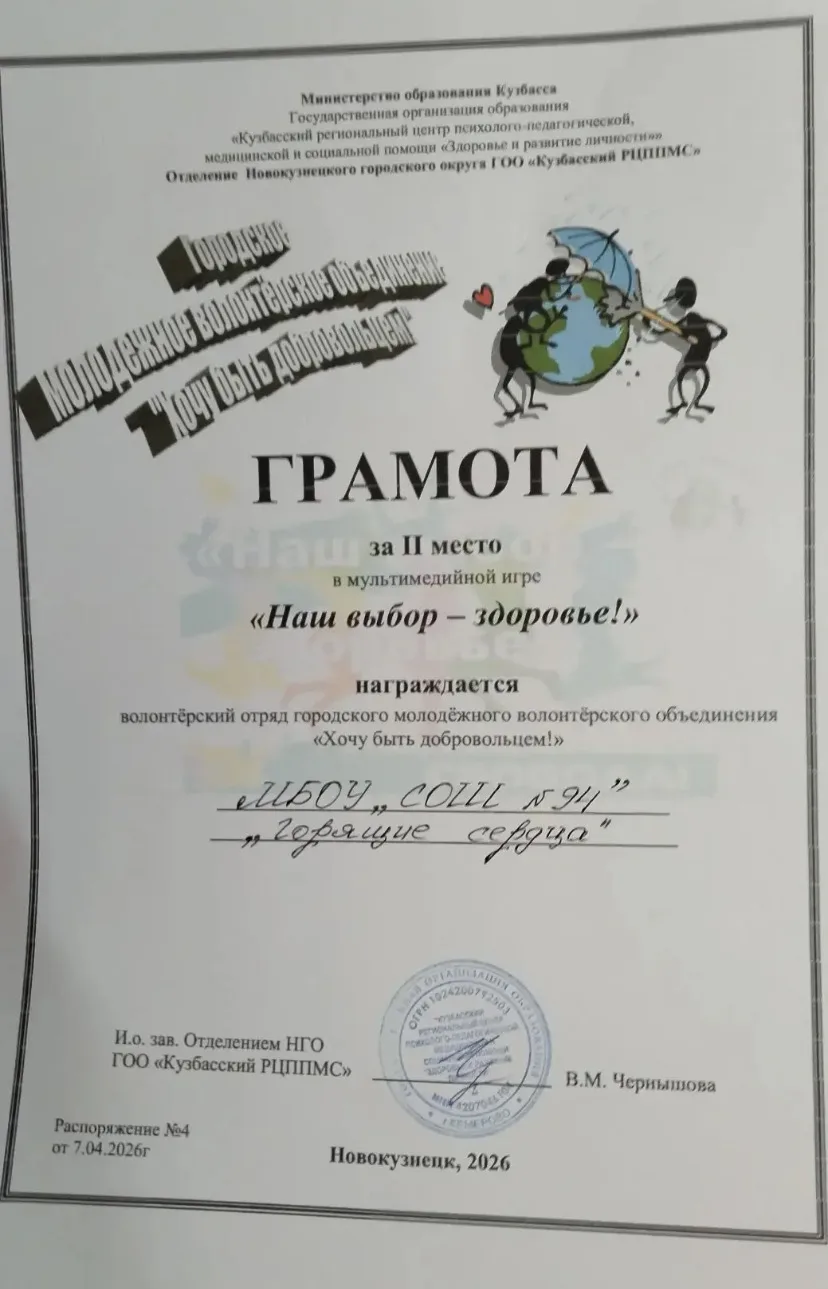 Министерство образования Кузбасса
Государственная организация образования
«Кузбасский региональный центр психолого-педагогической,
медицинской и социальной помощи «Здоровье и развитие личности»»
Отделение Новокузнецкого городского округа ГОО «Кузбасский РЦППМС»
Городское
молодежное волонтёрское объединение
"Хочу быть добровольцем!"
ГРАМОТА
за II место
в мультимедийной игре
«Наш выбор – здоровье!»
награждается
волонтёрский отряд городского молодёжного волонтёрского объединения
«Хочу быть добровольцем!»
МБОУ „СОШ №94”
„Горящие сердца"
И.о. зав. Отделением НГО
ГОО «Кузбасский РЦППМС»
В.М. Чернышова
Распоряжение №4
от 7.04.2026г
Новокузнецк, 2026